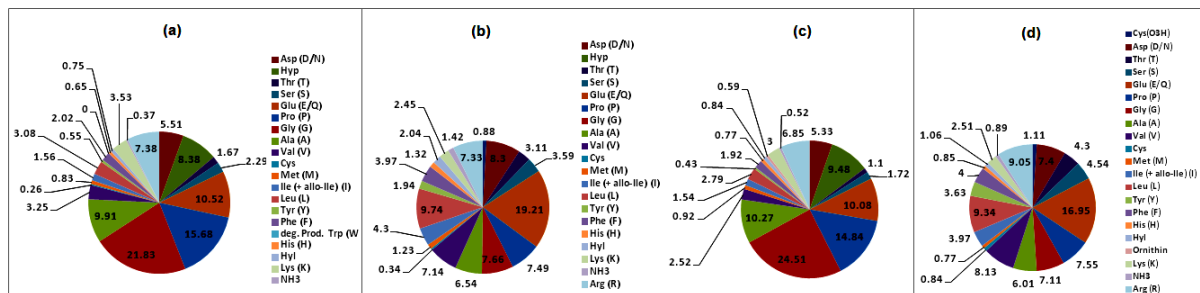 (a)
0.75
0.65
0
2.02
0.55
3.08
1.56
0.83
0.26
3.25
9.91
21.83
15.68
10.52
2.29
1.67
8.38
5.51
7.38
0.37
3.53
Asp (D/N)
Hyp
Thr (T)
Ser (S)
Glu (E/Q)
Pro (P)
Gly (G)
Ala (A)
Val (V)
Cys
Met (M)
Ile (+ allo-Ile) (I)
Leu (L)
Tyr (Y)
Phe (F)
deg. Prod. Trp (W
His (H)
Hyl
Lys (K)
NH3
(b)
2.45
2.04
1.32
3.97
1.94
9.74
4.3
1.23
0.34
7.14
6.54
7.66
7.49
19.21
3.59
3.11
8.3
0.88
7.33
1.42
Asp (D/N)
Hyp
Thr (T)
Ser (S)
Glu (E/Q)
Pro (P)
Gly (G)
Ala (A)
Val (V)
Cys
Met (M)
Ile (+ allo-Ile) (I)
Leu (L)
Tyr (Y)
Phe (F)
His (H)
Hyl
Lys (K)
NH3
Arg (R)
(c)
0.59
0.84
0.77
1.92
0.43
2.79
1.54
0.92
2.52
10.27
24.51
14.84
10.08
1.72
1.1
9.48
5.33
6.85
0.52
3
(d)
2.51
1.06
0.85
4
3.63
9.34
3.97
0.77
0.84
8.13
6.01
7.11
7.55
16.95
4.54
4.3
7.4
1.11
9.05
0.89
Cys(O3H)
Asp (D/N)
Thr (T)
Ser (S)
Glu (E/Q)
Pro (P)
Gly (G)
Ala (A)
Val (V)
Cys
Met (M)
Ile (+ allo-Ile) (I)
Leu (L)
Tyr (Y)
Phe (F)
His (H)
Hyl
Ornithin
Lys (K)
NH3
Arg (R)